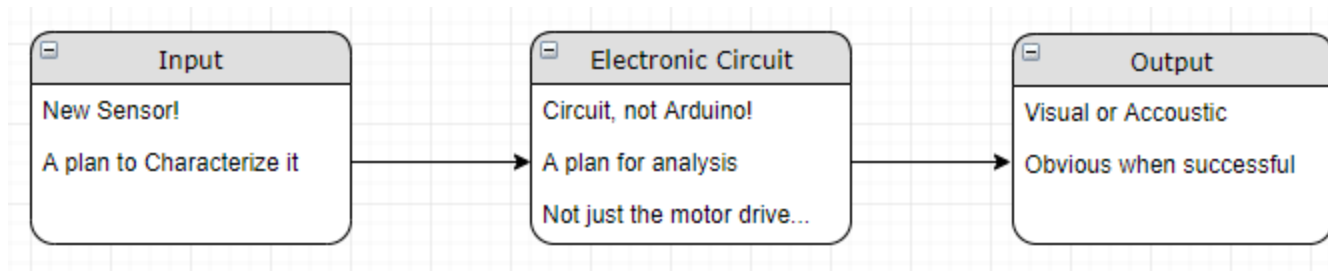 Input
New Sensor!
A plan to Characterize it
Electronic Circuit
Circuit, not Arduino!
A plan for analysis
Not just the motor drive...
Output
Visual or Accoustic
Obvious when successful